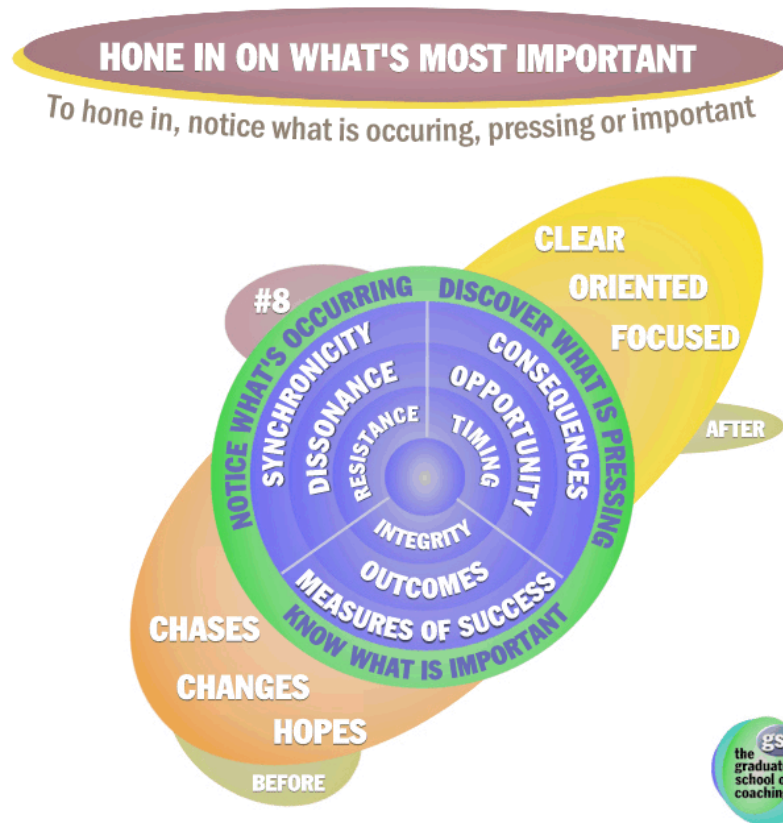 HONE IN ON WHAT'S MOST IMPORTANT
To hone in, notice what is occuring, pressing or important
CLEAR
ORIENTED
FOCUSED
AFTER
#8
NOTICE WHAT'S OCCURRING
SYNCHRONICITY
DISSONANCE
RESISTANCE
DISCOVER WHAT IS PRESSING
CONSEQUENCES
OPPORTUNITY
TIMING
INTEGRITY
OUTCOMES
MEASURES OF SUCCESS
KNOW WHAT IS IMPORTANT
CHASES
CHANGES
HOPES
BEFORE
gs
the
graduat
school o
coaching